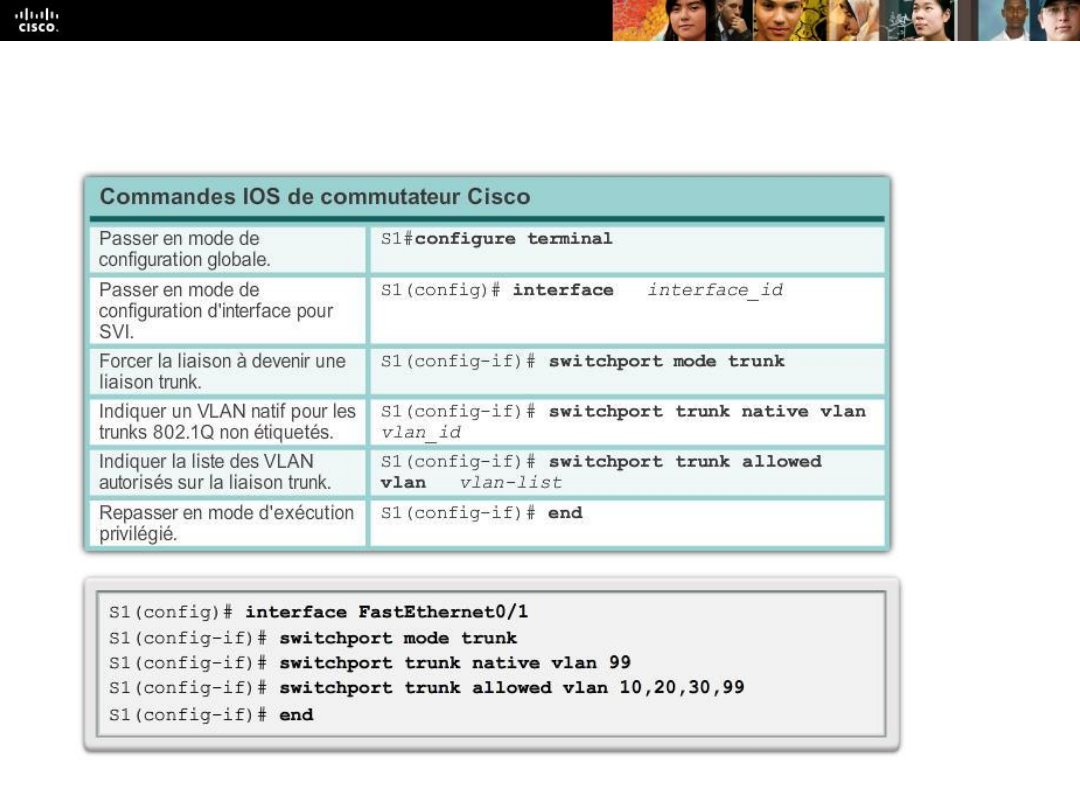 CISCO.
Commandes IOS de commutateur Cisco
Passer en mode de
configuration globale.
S1#configure terminal
Passer en mode de
configuration d'interface pour
SVI.
S1(config)# interface interface_id
Forcer la liaison à devenir une
liaison trunk.
S1(config-if)# switchport mode trunk
Indiquer un VLAN natif pour les
trunks 802.1Q non étiquetés.
S1(config-if)# switchport trunk native vlan
vlan_id
Indiquer la liste des VLAN
autorisés sur la liaison trunk.
S1(config-if)# switchport trunk allowed
vlan vlan-list
Repasser en mode d'exécution
privilégié.
S1(config-if)# end
S1(config)# interface FastEthernet0/1
S1(config-if)# switchport mode trunk
S1(config-if)# switchport trunk native vlan 99
S1(config-if)# switchport trunk allowed vlan 10,20,30,99
S1(config-if)# end